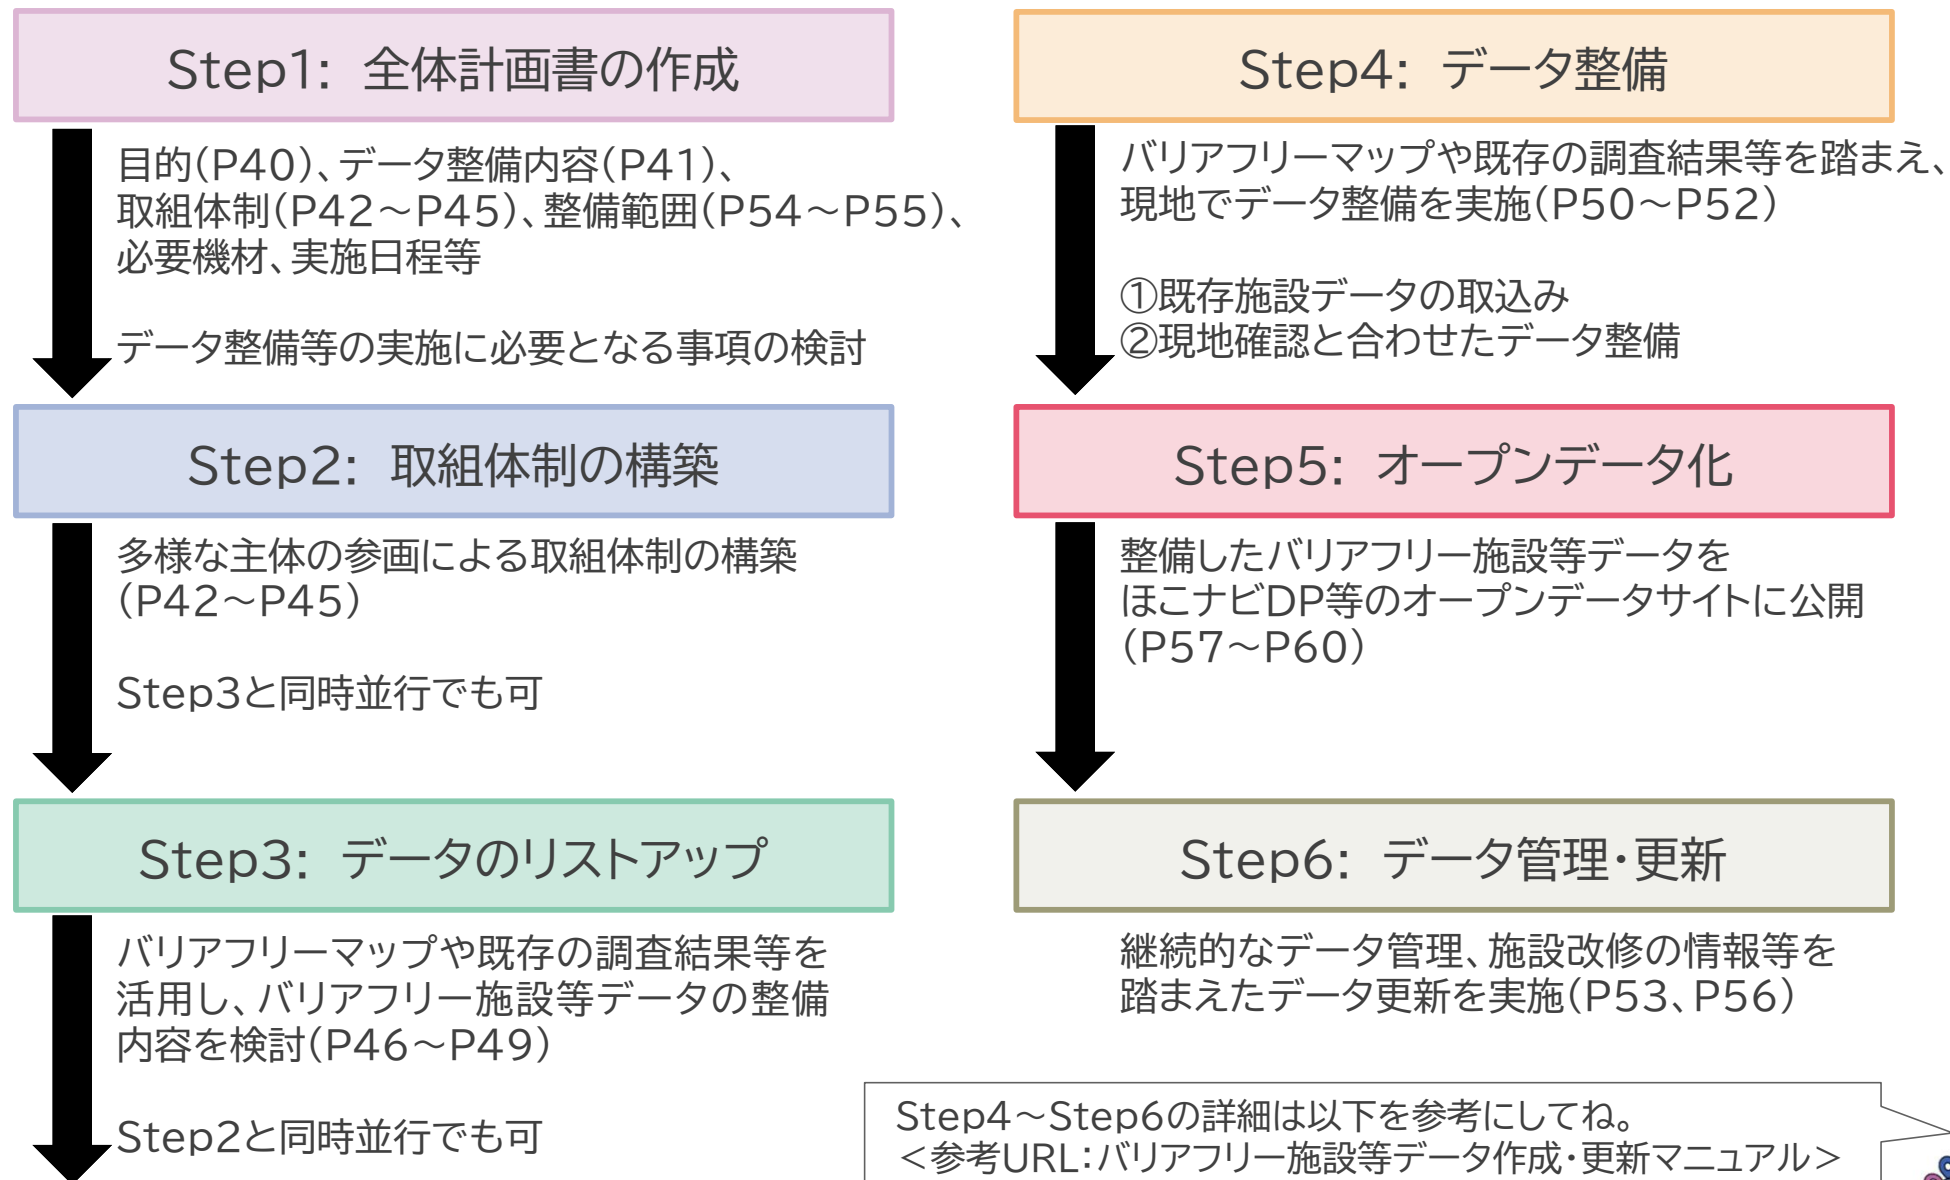 Step1: 全体計画書の作成
目的(P40)、データ整備内容(P41)、
取組体制(P42～P45)、整備範囲(P54～P55)、
必要機材、実施日程等
データ整備等の実施に必要となる事項の検討
Step2: 取組体制の構築
多様な主体の参画による取組体制の構築
(P42～P45)
Step3と同時並行でも可
Step3: データのリストアップ
バリアフリーマップや既存の調査結果等を
活用し、バリアフリー施設等データの整備
内容を検討(P46～P49)
Step2と同時並行でも可
Step4: データ整備
バリアフリーマップや既存の調査結果等を踏まえ、
現地でデータ整備を実施(P50～P52)
①既存施設データの取込み
②現地確認と合わせたデータ整備
Step5: オープンデータ化
整備したバリアフリー施設等データを
ほこナビDP等のオープンデータサイトに公開
(P57～P60)
Step6: データ管理・更新
継続的なデータ管理、施設改修の情報等を
踏まえたデータ更新を実施(P53、P56)
Step4～Step6の詳細は以下を参考にしてね。
＜参考URL：バリアフリー施設等データ作成・更新マニュアル＞